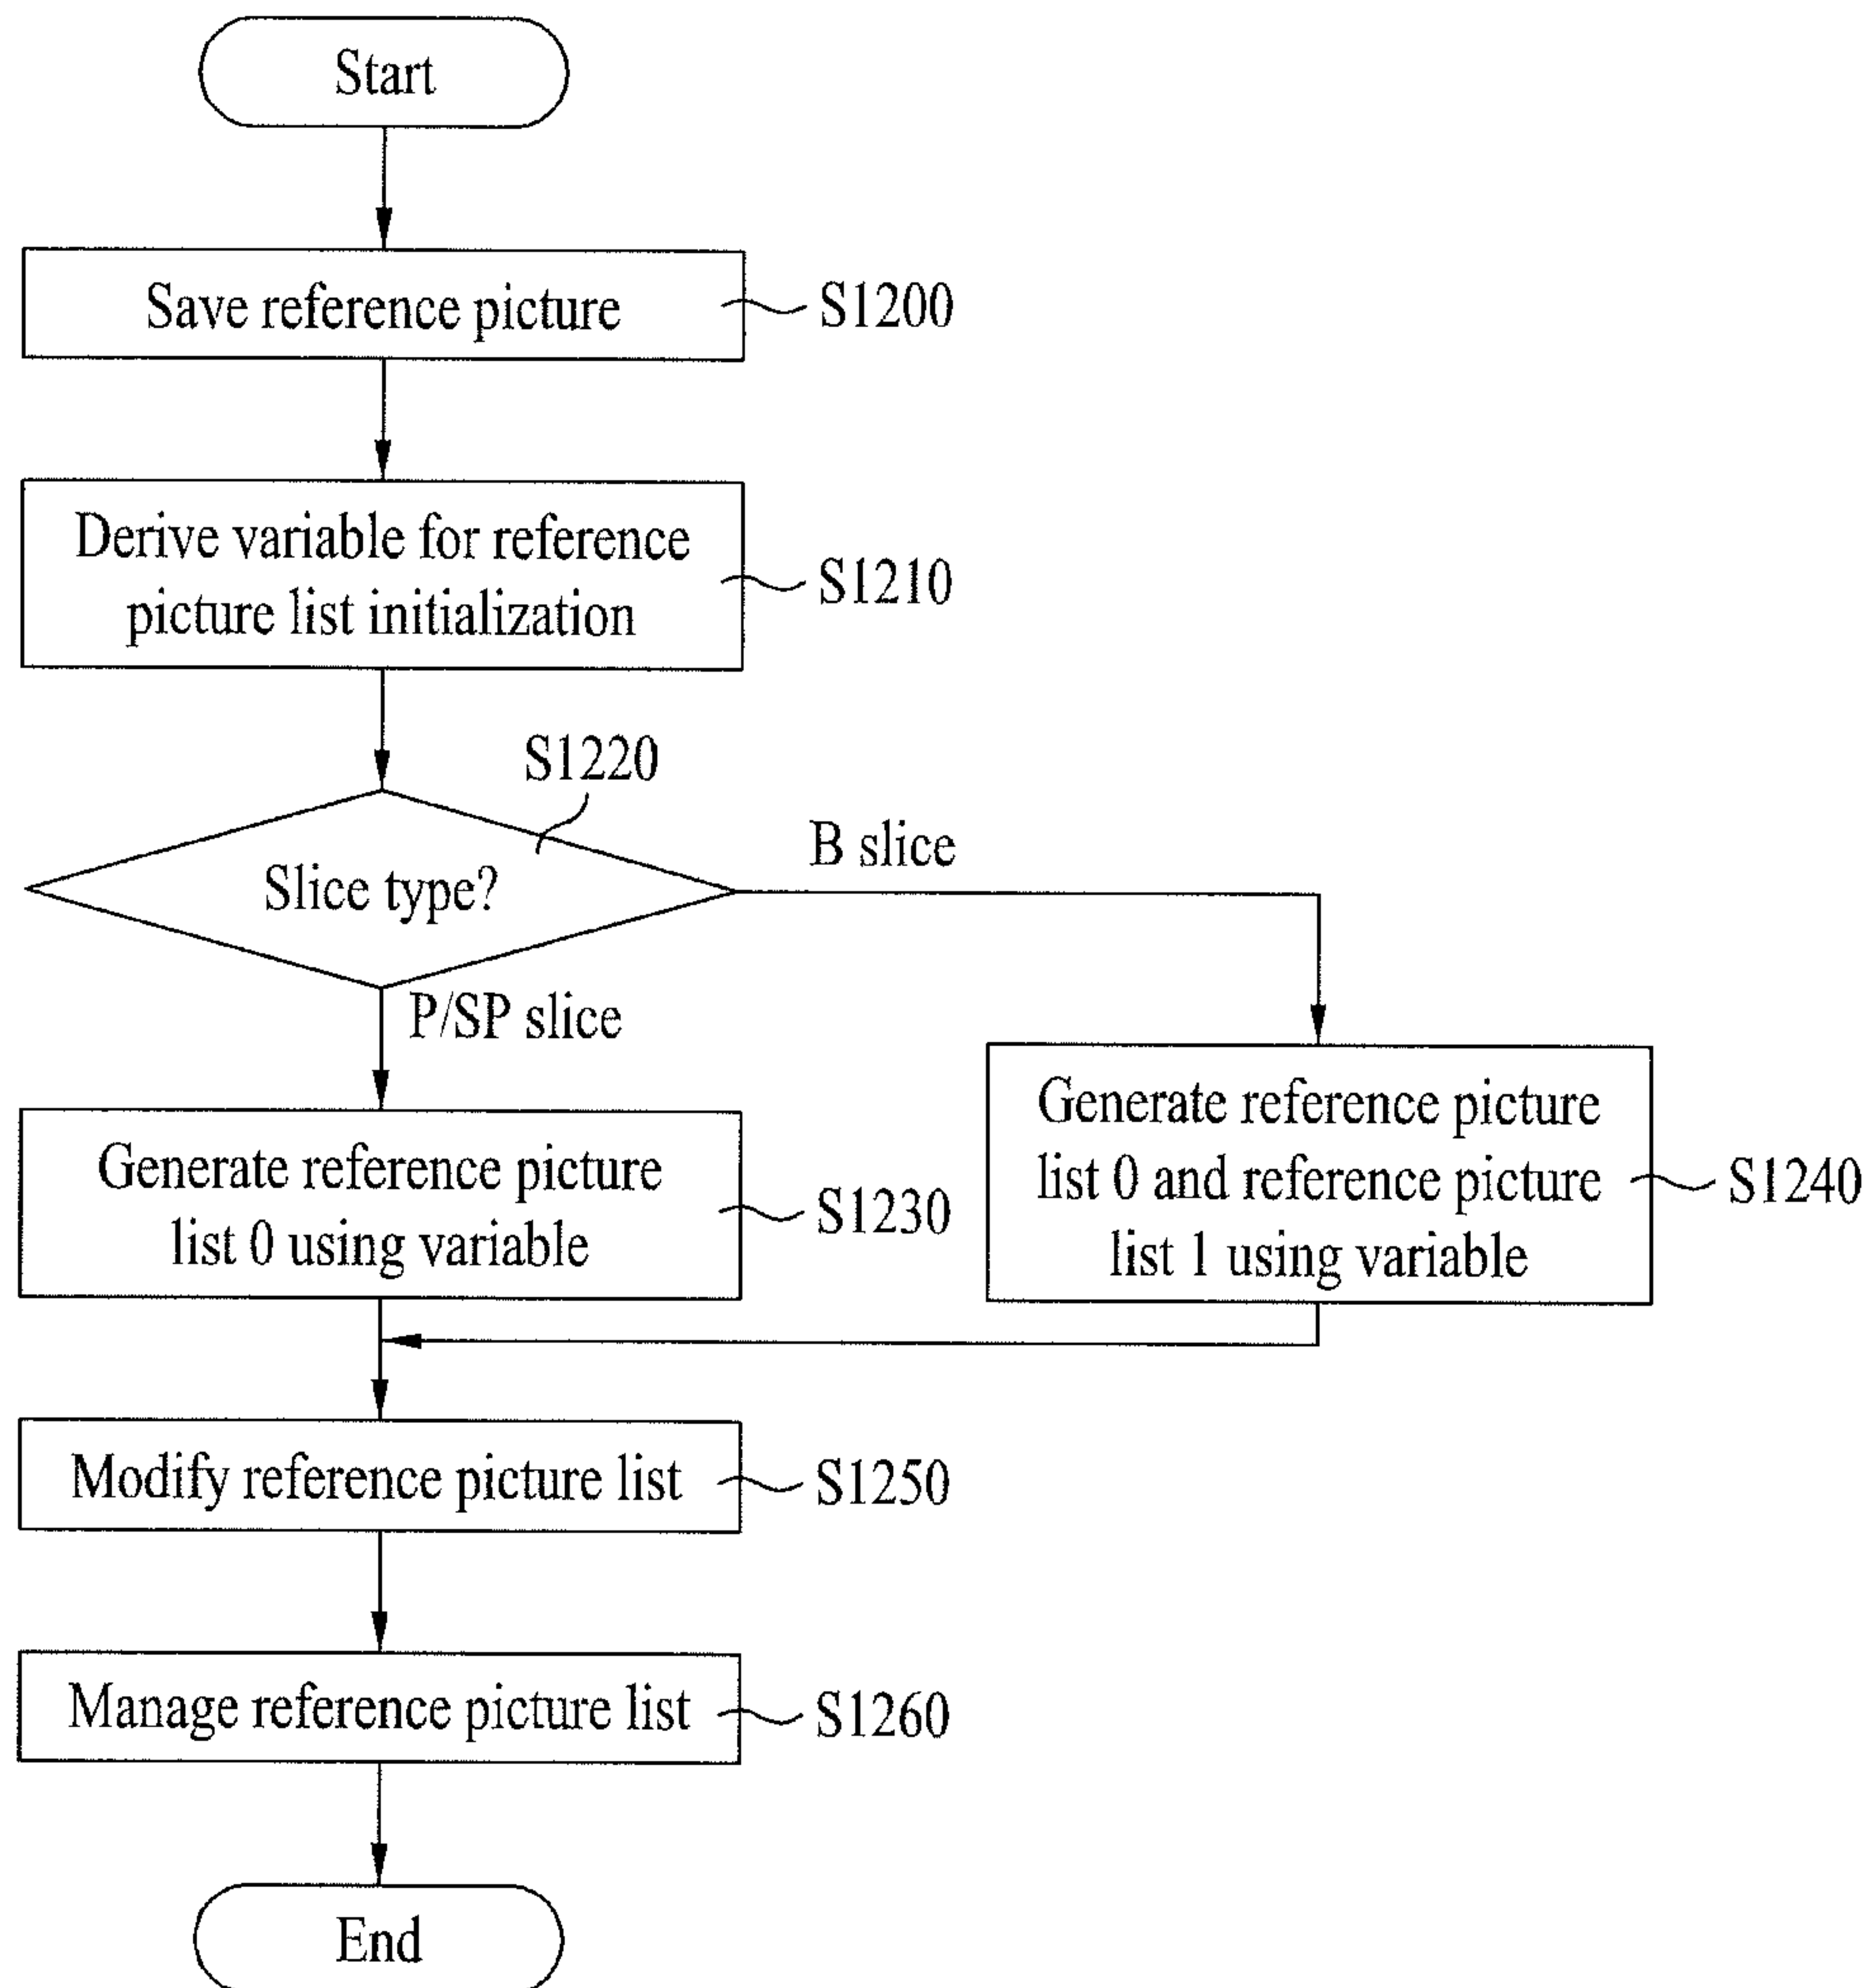 Start
Save reference picture
S1200
Derive variable for reference
picture list initialization
S1210
S1220
Slice type?
B slice
P/SP slice
Generate reference picture
list 0 using variable
S1230
Generate reference picture
list 0 and reference picture
list 1 using variable
S1240
Modify reference picture list
S1250
Manage reference picture list
S1260
End